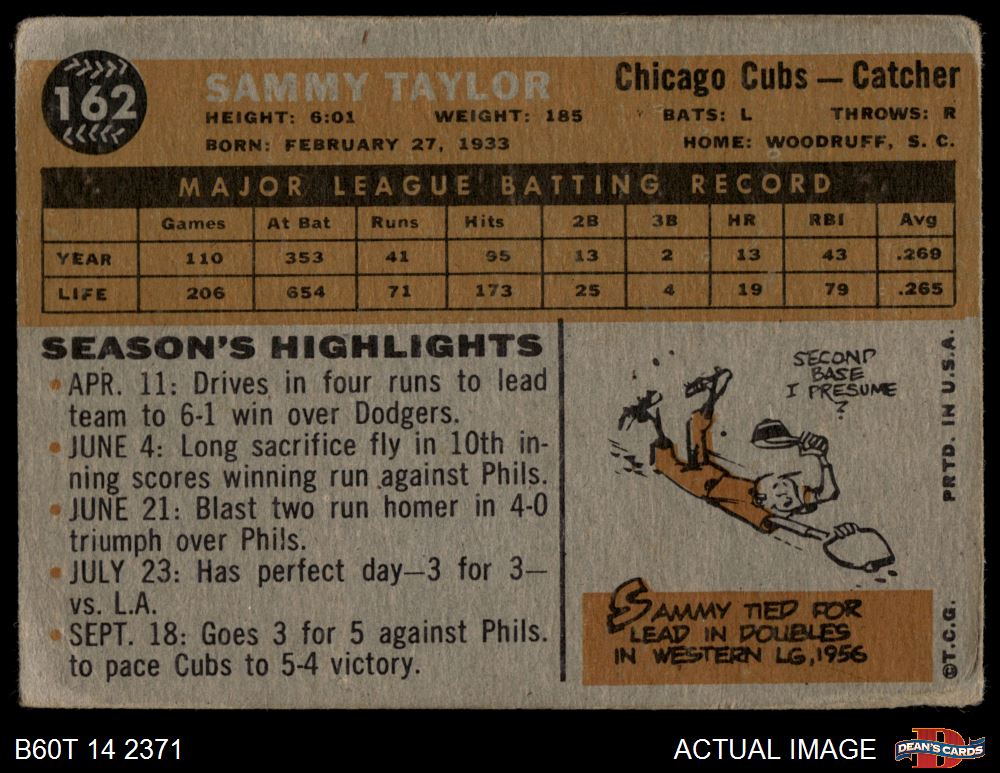 162
SAMMY TAYLOR
Chicago Cubs — Catcher
HEIGHT: 6:01 WEIGHT: 185 BATS: L THROWS: R
BORN: FEBRUARY 27, 1933 HOME: WOODRUFF, S. C.
MAJOR LEAGUE BATTING RECORD
Games At Bat Runs Hits 2B 3B HR RBI Avg
YEAR 110 353 41 95 13 2 13 43 .269
LIFE 206 654 71 173 25 4 19 79 .265
SEASON'S HIGHLIGHTS
• APR. 11: Drives in four runs to lead
team to 6-1 win over Dodgers.
• JUNE 4: Long sacrifice fly in 10th in-
ning scores winning run against Phils.
• JUNE 21: Blast two run homer in 4-0
triumph over Phils.
• JULY 23: Has perfect day—3 for 3—
vs. L.A.
• SEPT. 18: Goes 3 for 5 against Phils.
to pace Cubs to 5-4 victory.
SECOND
BASE
I PRESUME
?
SAMMY TIED FOR
LEAD IN DOUBLES
IN WESTERN LG, 1956
©T.C.G. PRTD. IN U.S.A.
B60T 14 2371
ACTUAL IMAGE
D
DEAN'S CARDS